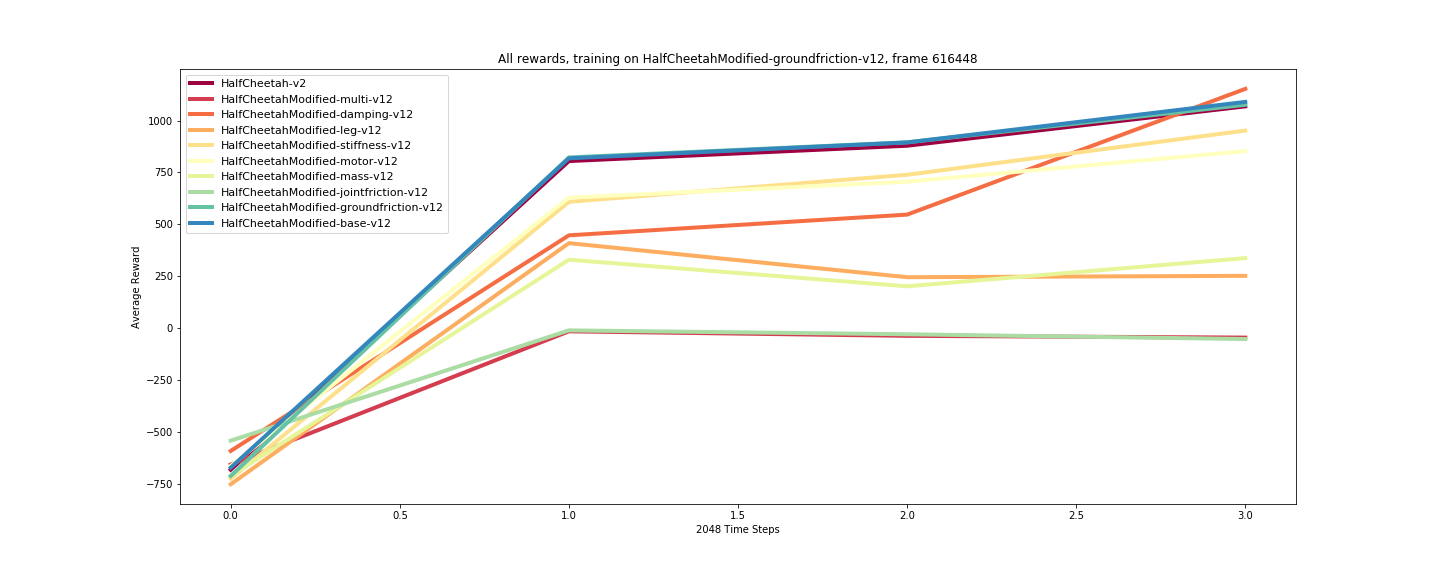 All rewards, training on HalfCheetahModified-groundfriction-v12, frame 616448
HalfCheetah-v2
HalfCheetahModified-multi-v12
HalfCheetahModified-damping-v12
HalfCheetahModified-leg-v12
HalfCheetahModified-stiffness-v12
HalfCheetahModified-motor-v12
HalfCheetahModified-mass-v12
HalfCheetahModified-jointfriction-v12
HalfCheetahModified-groundfriction-v12
HalfCheetahModified-base-v12
Average Reward
1000
750
500
250
0
−250
−500
−750
0.0
0.5
1.0
1.5
2.0
2.5
3.0
2048 Time Steps